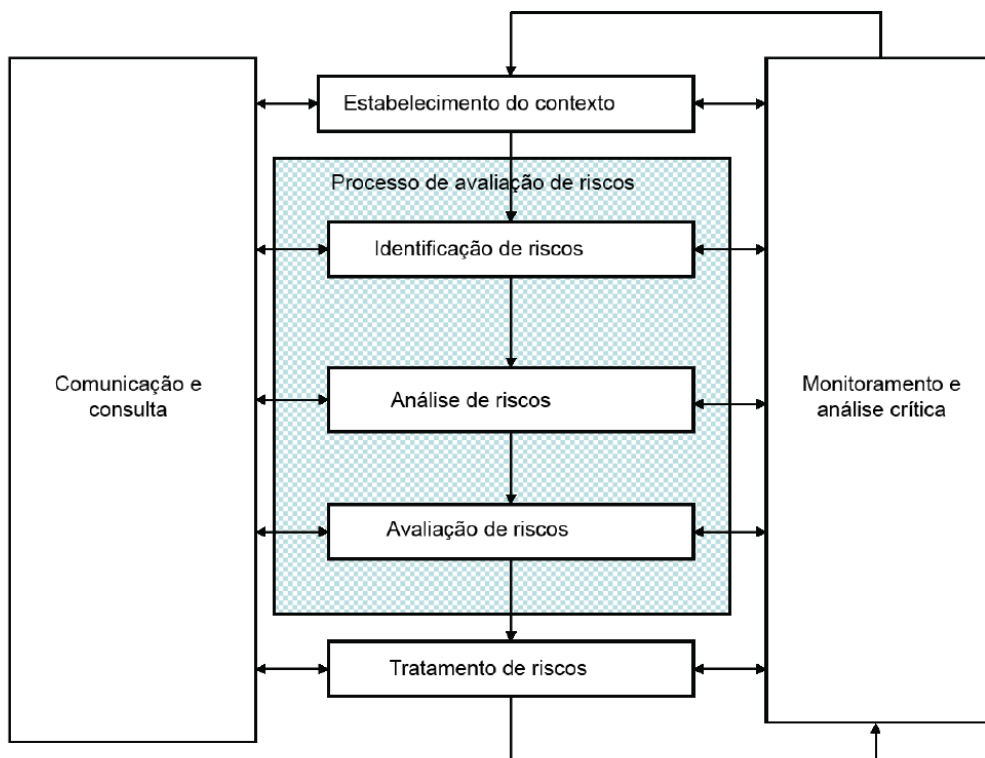 Estabelecimento do contexto
Processo de avaliação de riscos
Identificação de riscos
Comunicação e
consulta
Análise de riscos
Monitoramento e
análise crítica
Avaliação de riscos
Tratamento de riscos